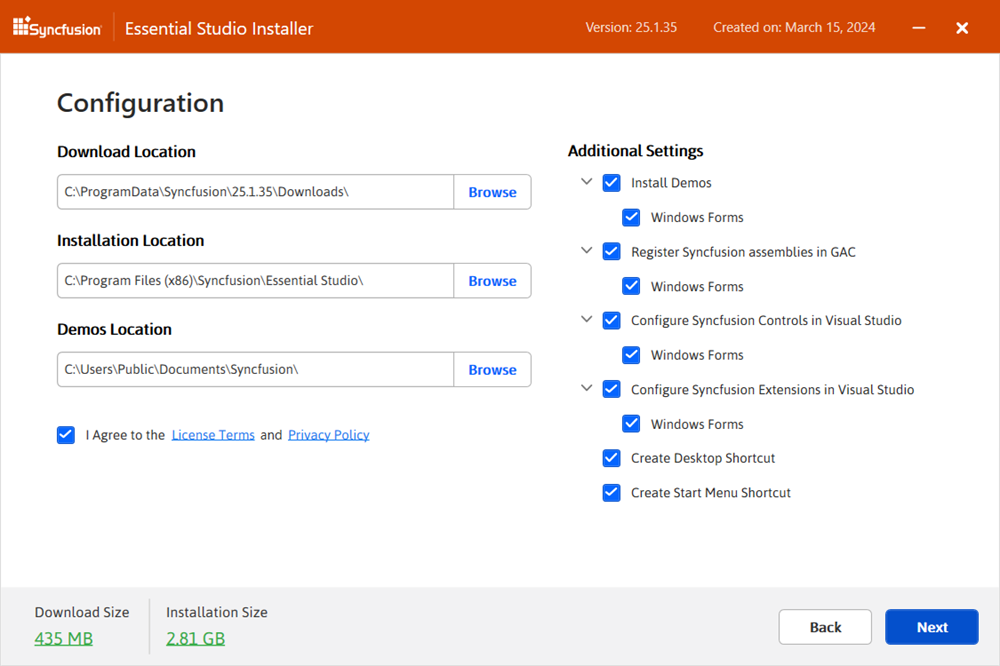 Syncfusion
Essential Studio Installer
Version: 25.1.35
Created on: March 15, 2024
Configuration
Download Location
C:\ProgramData\Syncfusion\25.1.35\Downloads\
Browse
Installation Location
C:\Program Files (x86)\Syncfusion\Essential Studio\
Browse
Demos Location
C:\Users\Public\Documents\Syncfusion\
Browse
I Agree to the License Terms and Privacy Policy
Additional Settings
Install Demos
Windows Forms
Register Syncfusion assemblies in GAC
Windows Forms
Configure Syncfusion Controls in Visual Studio
Windows Forms
Configure Syncfusion Extensions in Visual Studio
Windows Forms
Create Desktop Shortcut
Create Start Menu Shortcut
Download Size
435 MB
Installation Size
2.81 GB
Back
Next